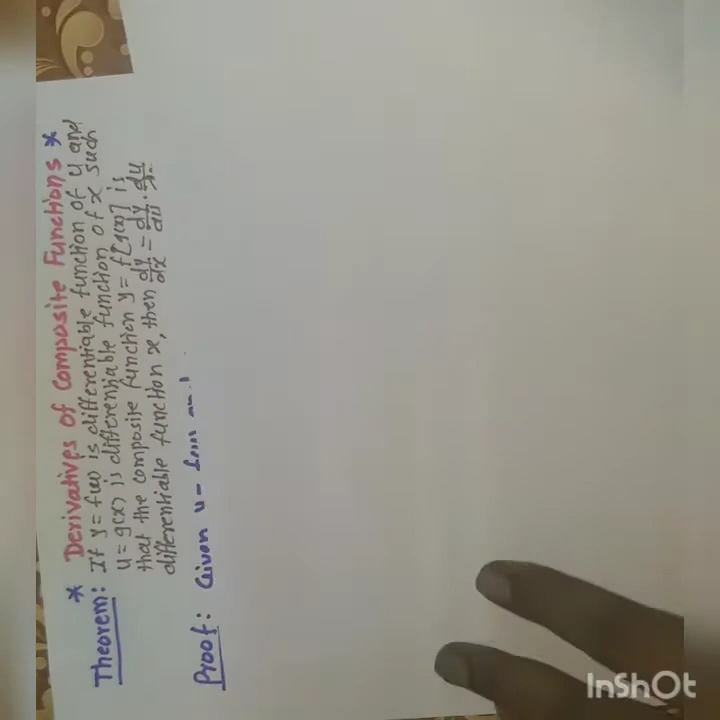 * Derivatives of Composite Functions *
Theorem: If y = f(u) is differentiable function of u and
u = g(x) is differentiable function of x such
that the composite function y = f[g(x)] is
differentiable function x, then dy/dx = dy/du · du/dx.
Proof: Given
InShOt